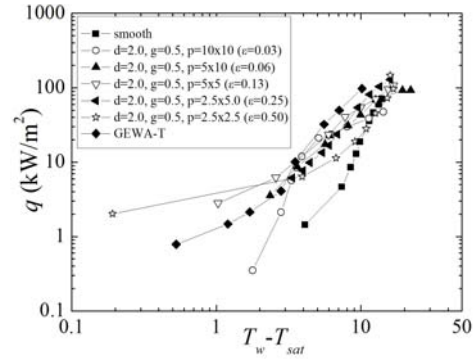 q (kW/m²)
1000
100
10
1
0.1
smooth
d=2.0, g=0.5, p=10x10 (ε=0.03)
d=2.0, g=0.5, p=5x10 (ε=0.06)
d=2.0, g=0.5, p=5x5 (ε=0.13)
d=2.0, g=0.5, p=2.5x5.0 (ε=0.25)
d=2.0, g=0.5, p=2.5x2.5 (ε=0.50)
GEWA-T
0.1 1 10 50
T_w-T_sat